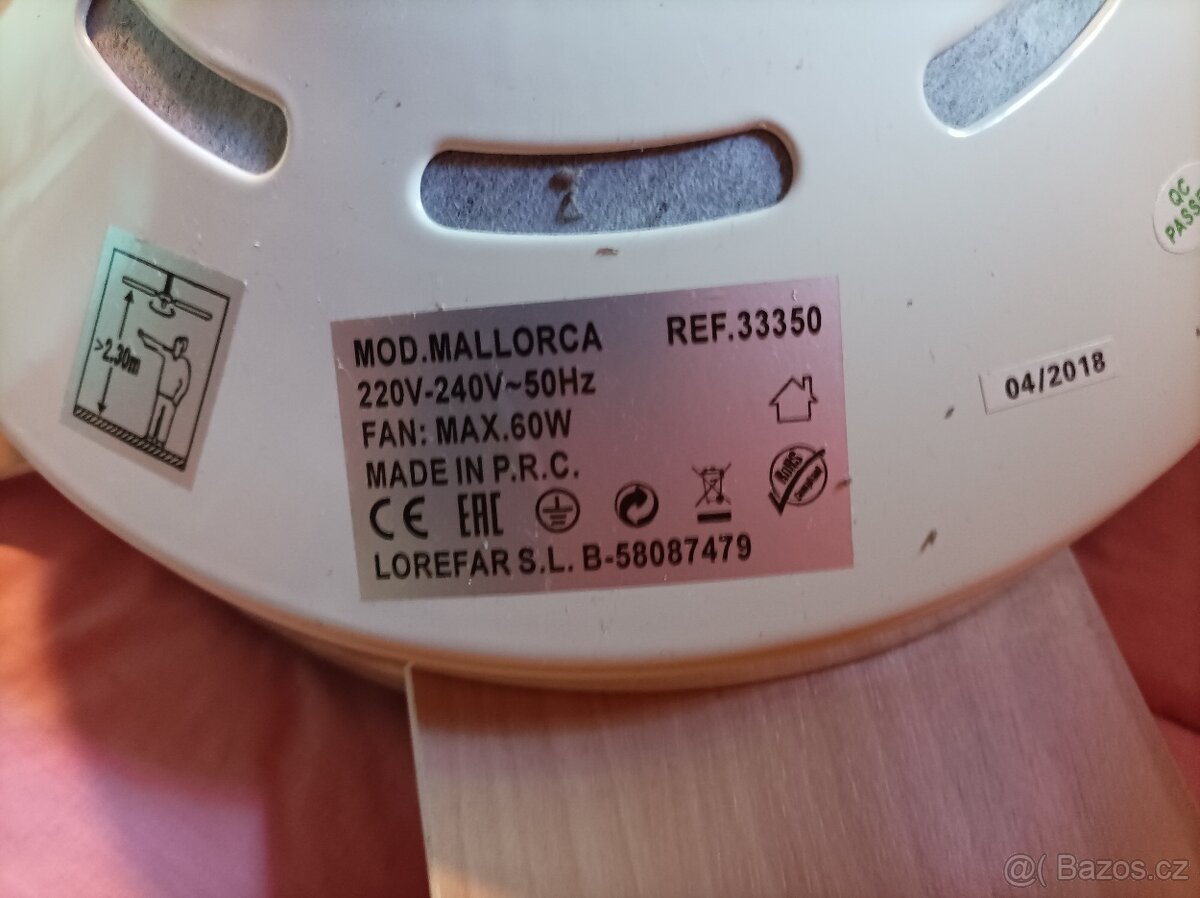 QC
>2.30m
MOD.MALLORCA REF.33350
220V-240V~50Hz
FAN: MAX.60W
MADE IN P.R.C.
CE EAC
RoHS
LOREFAR S.L. B-58087479
04/2018
@( Bazos.cz